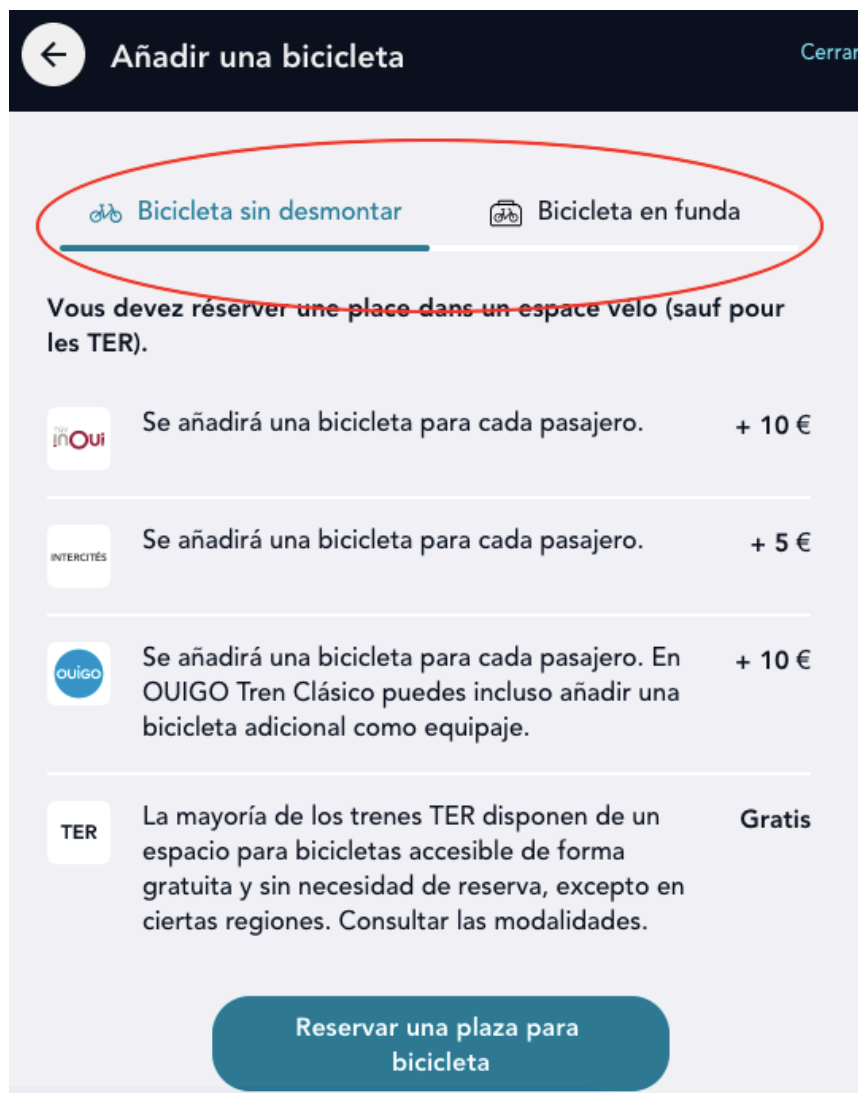 Añadir una bicicleta
Cerrar
Bicicleta sin desmontar
Bicicleta en funda
Vous devez réserver une place dans un espace vélo (sauf pour
les TER).
TGV
inOui
Se añadirá una bicicleta para cada pasajero.
+ 10 €
INTERCITÉS
Se añadirá una bicicleta para cada pasajero.
+ 5 €
OUIGO
Se añadirá una bicicleta para cada pasajero. En
OUIGO Tren Clásico puedes incluso añadir una
bicicleta adicional como equipaje.
+ 10 €
TER
La mayoría de los trenes TER disponen de un
espacio para bicicletas accesible de forma
gratuita y sin necesidad de reserva, excepto en
ciertas regiones. Consultar las modalidades.
Gratis
Reservar una plaza para
bicicleta